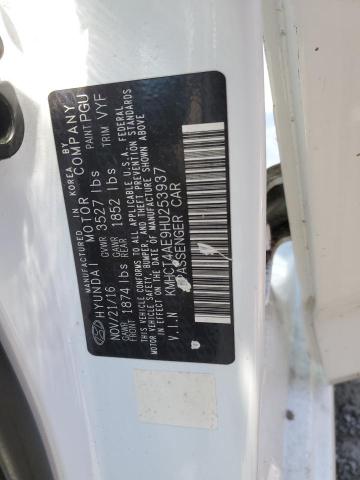 MANUFACTURED IN KOREA BY
HYUNDAI MOTOR COMPANY
NOV/21/16 GVWR 3527 lbs PAINT PGU
GAWR FRONT 1874 lbs GAWR REAR 1852 lbs TRIM VYF
THIS VEHICLE CONFORMS TO ALL APPLICABLE U.S.A. FEDERAL
MOTOR VEHICLE SAFETY, BUMPER, AND THEFT PREVENTION STANDARDS
IN EFFECT ON THE DATE OF MANUFACTURE SHOWN ABOVE
V.I.N
PASSENGER CAR